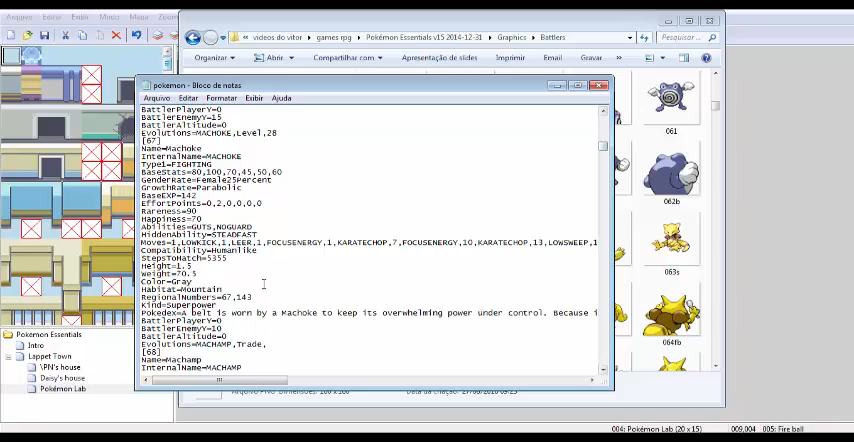 Arquivo Editar Exibir Modo Mapa
videos do vitor ▸ games rpg ▸ Pokémon Essentials v15 2014-12-31 ▸ Graphics ▸ Battlers
Pesquisar ...
Organizar Abrir Compartilhar com Apresentação de slides Imprimir Email Gravar
pokemon - Bloco de notas
Arquivo Editar Formatar Exibir Ajuda
BattlerPlayerY=0
BattlerEnemyY=15
BattlerAltitude=0
Evolutions=MACHOKE,Level,28
[67]
Name=Machoke
InternalName=MACHOKE
Type1=FIGHTING
BaseStats=80,100,70,45,50,60
GenderRate=Female25Percent
GrowthRate=Parabolic
BaseEXP=142
EffortPoints=0,2,0,0,0,0
Rareness=90
Happiness=70
Abilities=GUTS,NOGUARD
HiddenAbility=STEADFAST
Moves=1,LOWKICK,1,LEER,1,FOCUSENERGY,1,KARATECHOP,7,FOCUSENERGY,10,KARATECHOP,13,LOWSWEEP,1
Compatibility=Humanlike
StepsToHatch=5355
Height=1.5
Weight=70.5
Color=Gray
Habitat=Mountain
RegionalNumbers=67,143
Kind=Superpower
Pokedex=A belt is worn by a Machoke to keep its overwhelming power under control. Because i
BattlerPlayerY=0
BattlerEnemyY=10
BattlerAltitude=0
Evolutions=MACHAMP,Trade,
[68]
Name=Machamp
InternalName=MACHAMP
061
062b
063s
064fb
Pokemon Essentials
Intro
Lappet Town
\PN's house
Daisy's house
Pokémon Lab
004: Pokémon Lab (20 x 15)
009,004
005: Fire ball